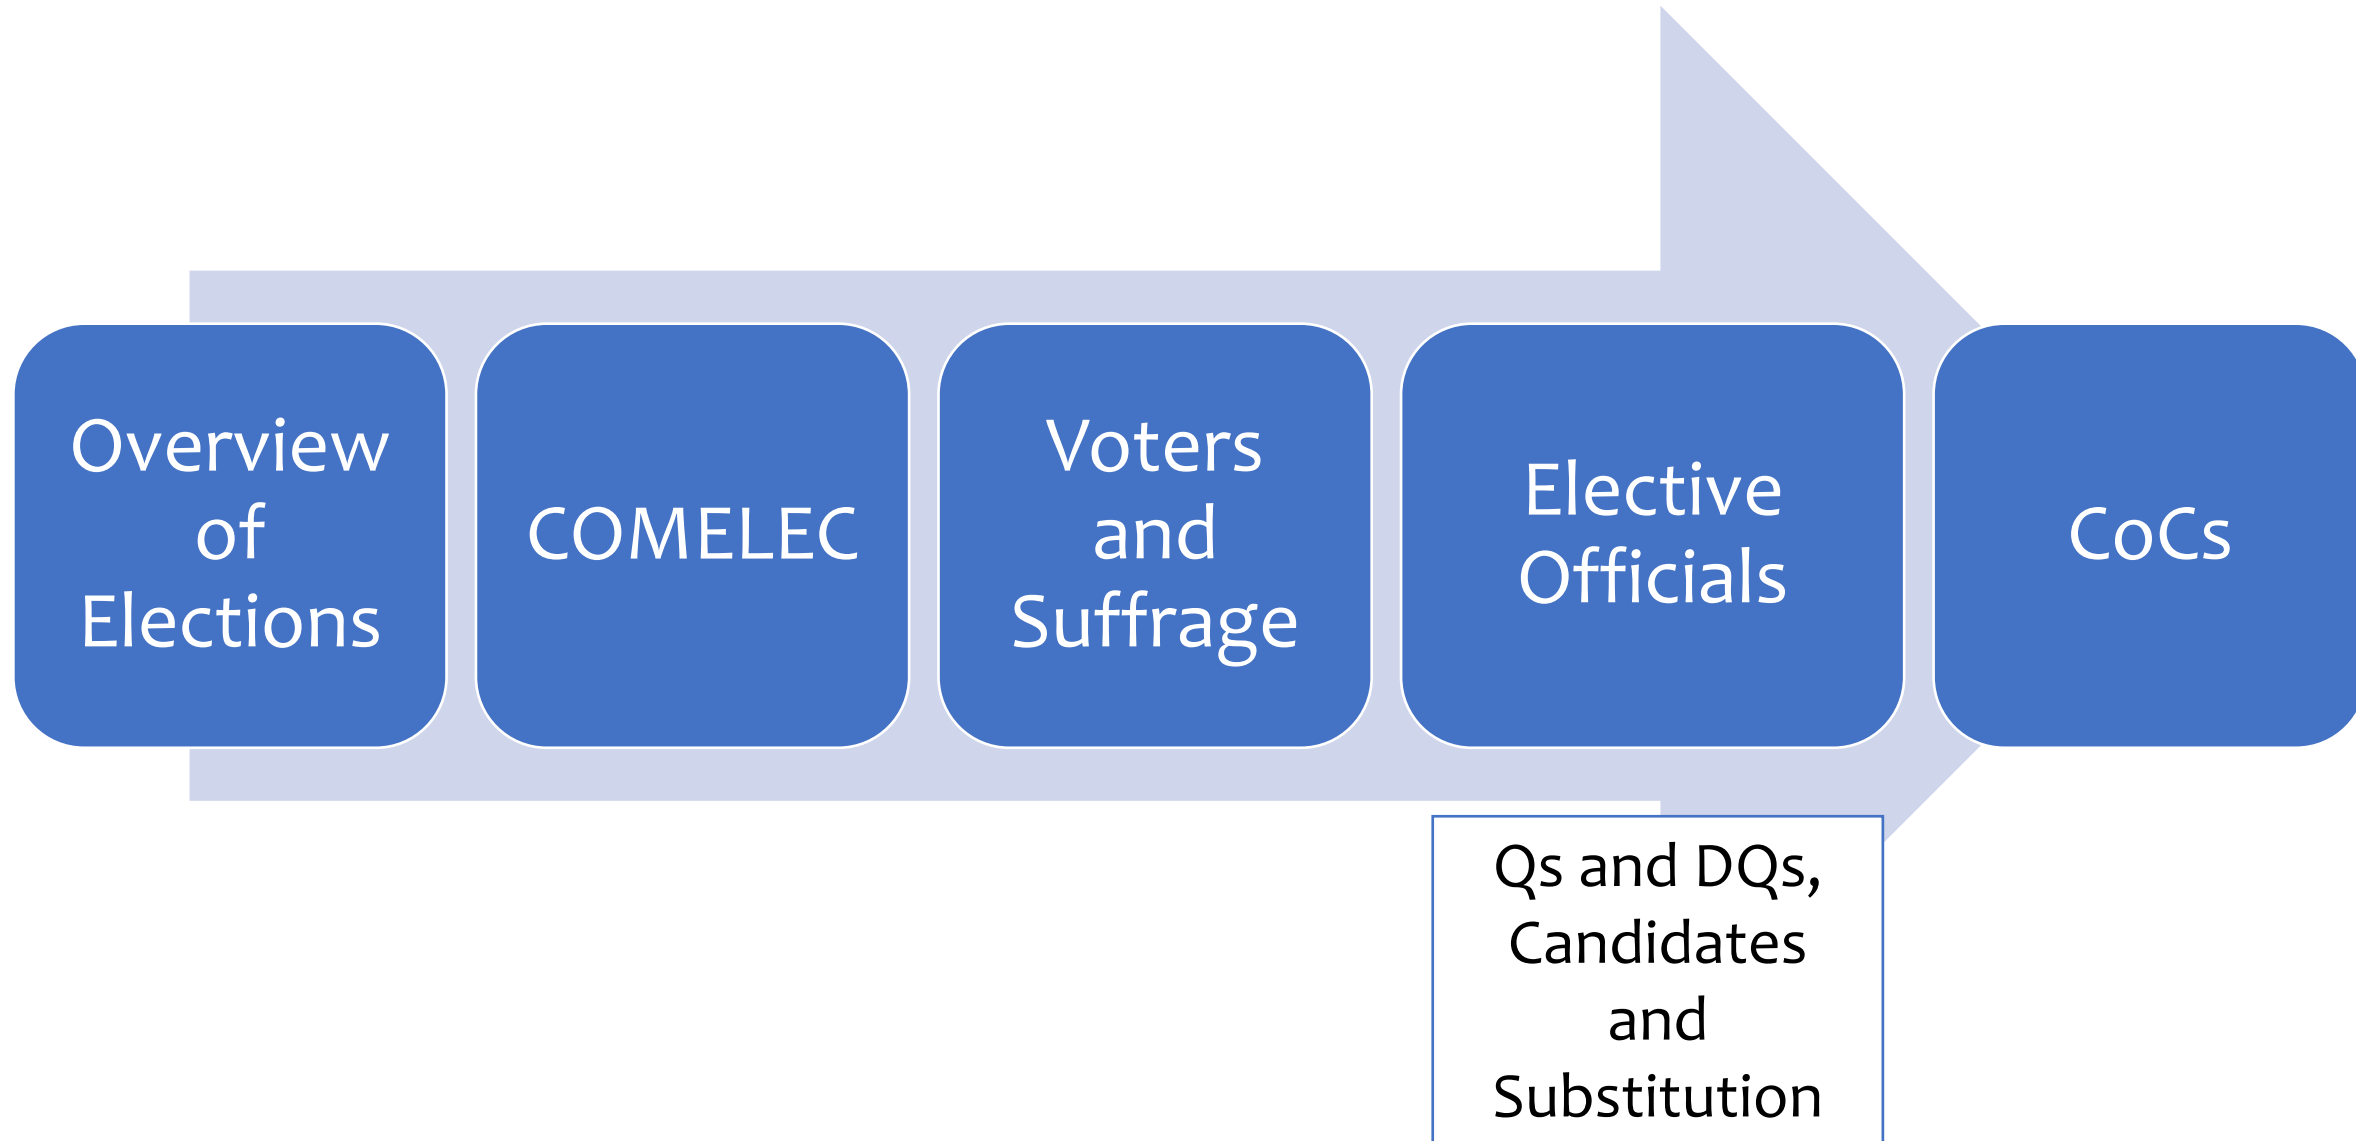 Overview
of
Elections
COMELEC
Voters
and
Suffrage
Elective
Officials
CoCs
Qs and DQs,
Candidates
and
Substitution